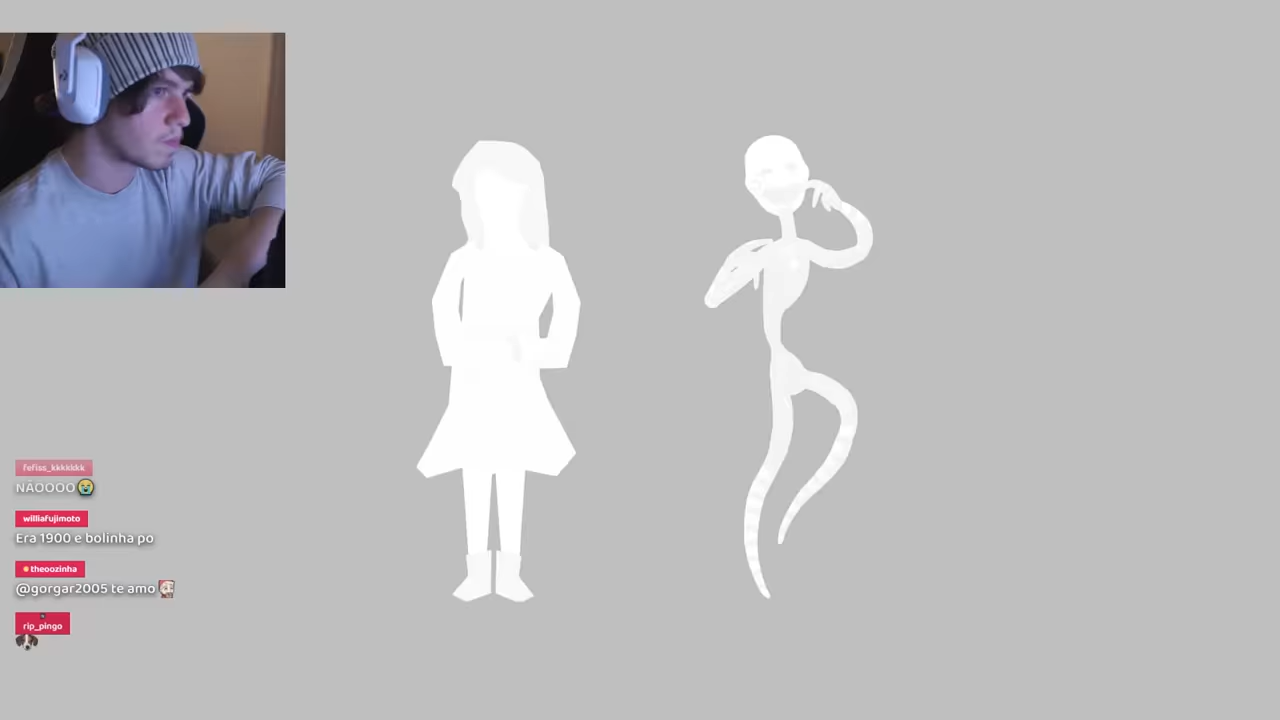 fefiss_kkkkkkk
NÃOOOO
williafujimoto
Era 1900 e bolinha po
theoozinha
@gorgar2005 te amo
rip_pingo